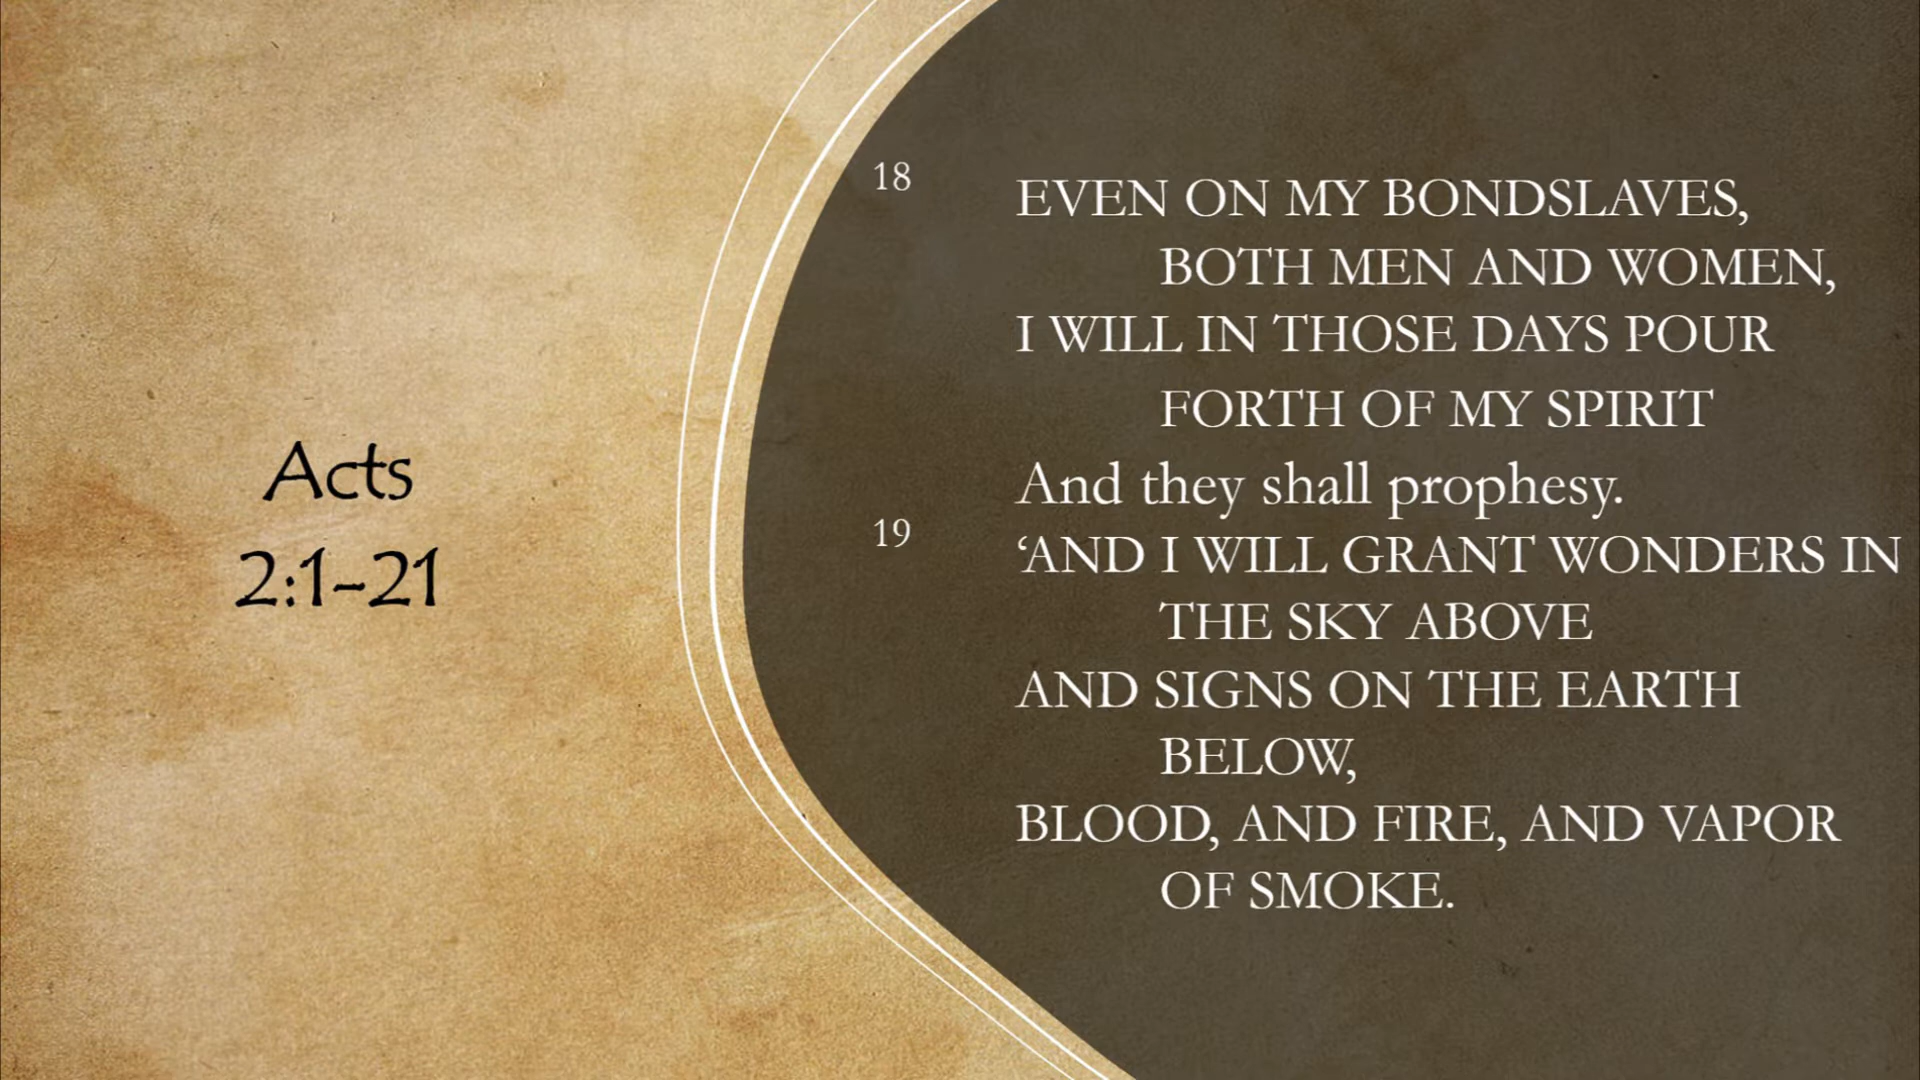 Acts
2:1–21
18
EVEN ON MY BONDSLAVES,
BOTH MEN AND WOMEN,
I WILL IN THOSE DAYS POUR
FORTH OF MY SPIRIT
And they shall prophesy.
19
‘AND I WILL GRANT WONDERS IN
THE SKY ABOVE
AND SIGNS ON THE EARTH
BELOW,
BLOOD, AND FIRE, AND VAPOR
OF SMOKE.